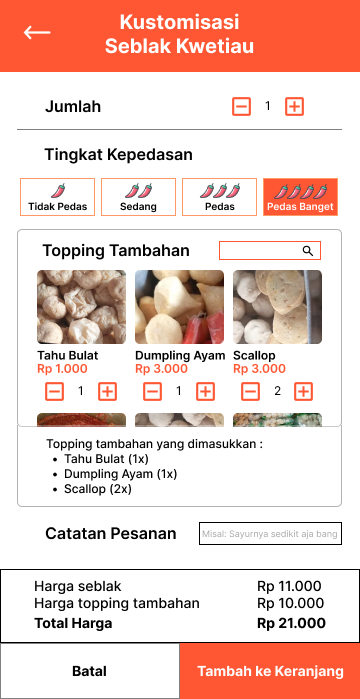 Kustomisasi
Seblak Kwetiau
Jumlah
1
Tingkat Kepedasan
Tidak Pedas
Sedang
Pedas
Pedas Banget
Topping Tambahan
Tahu Bulat
Rp 1.000
1
Dumpling Ayam
Rp 3.000
1
Scallop
Rp 3.000
2
Topping tambahan yang dimasukkan :
• Tahu Bulat (1x)
• Dumpling Ayam (1x)
• Scallop (2x)
Catatan Pesanan
Misal: Sayurnya sedikit aja bang
Harga seblak Rp 11.000
Harga topping tambahan Rp 10.000
Total Harga Rp 21.000
Batal
Tambah ke Keranjang